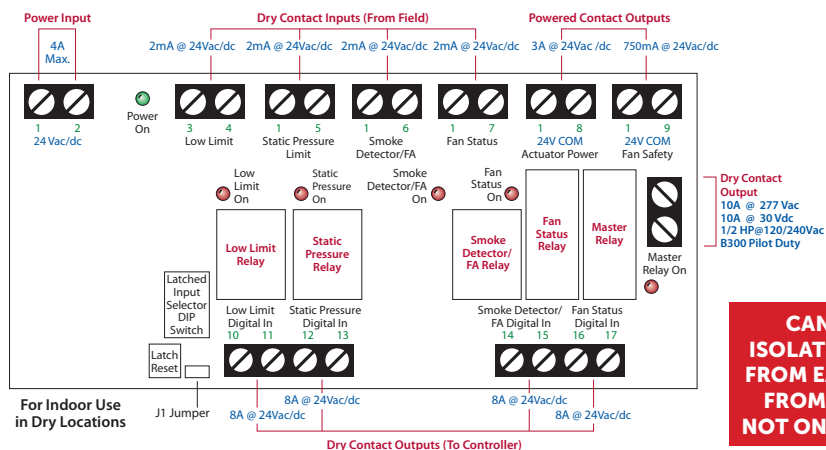 Power Input
Dry Contact Inputs (From Field)
Powered Contact Outputs
4A
Max.
2mA @ 24Vac/dc
2mA @ 24Vac/dc
2mA @ 24Vac/dc
2mA @ 24Vac/dc
3A @ 24Vac /dc
750mA @ 24Vac/dc
1 2
24 Vac/dc
Power
On
3 4
Low Limit
1 5
Static Pressure
Limit
1 6
Smoke
Detector/FA
1 7
Fan Status
1 8
24V COM
Actuator Power
1 9
24V COM
Fan Safety
Low
Limit
On
Static
Pressure
On
Smoke
Detector/FA
On
Fan
Status
On
Dry Contact
Output
10A @ 277 Vac
10A @ 30 Vdc
1/2 HP@120/240Vac
B300 Pilot Duty
Low Limit
Relay
Static
Pressure
Relay
Smoke
Detector/
FA Relay
Fan
Status
Relay
Master
Relay
Master
Relay On
Latched
Input
Selector
DIP
Switch
Low Limit
Digital In
10 11
Static Pressure
Digital In
12 13
Smoke Detector/
FA Digital In
14 15
Fan Status
Digital In
16 17
Latch
Reset
J1 Jumper
For Indoor Use
in Dry Locations
8A @ 24Vac/dc
8A @ 24Vac/dc
8A @ 24Vac/dc
8A @ 24Vac/dc
Dry Contact Outputs (To Controller)
CAN
ISOLAT
FROM EA
FROM
NOT ON